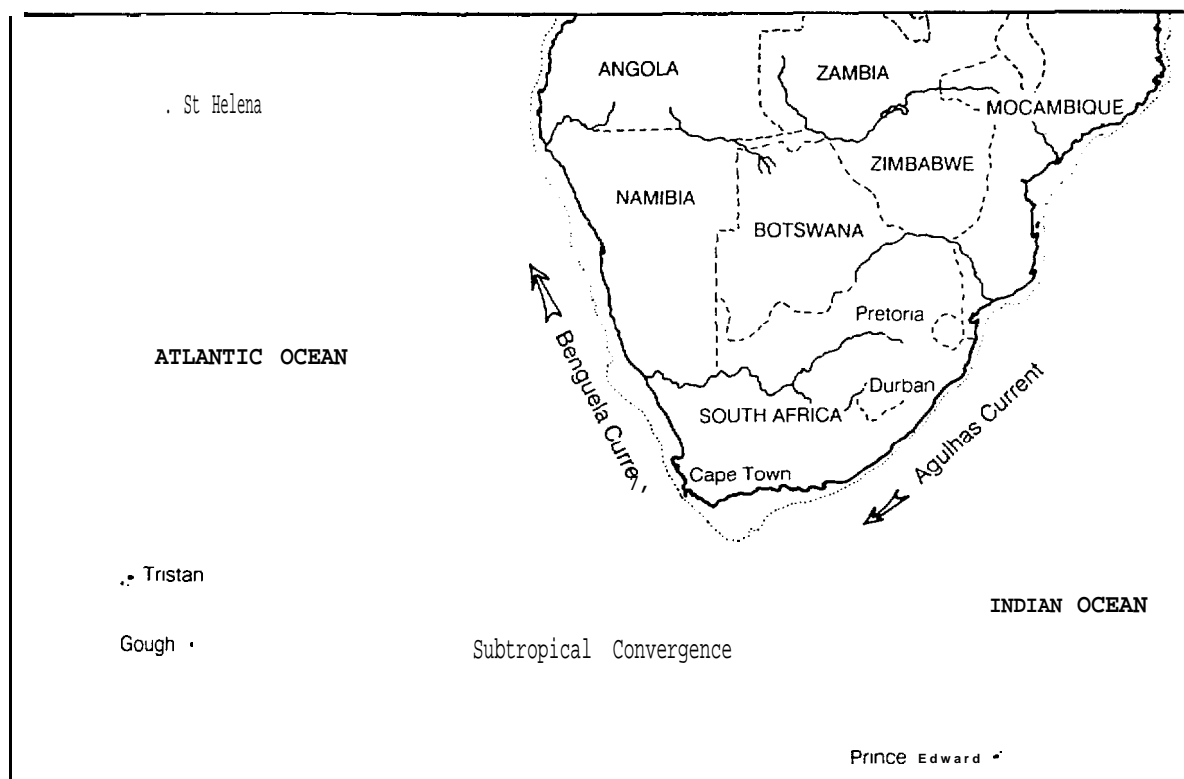 ANGOLA
ZAMBIA
. St Helena
MOCAMBIQUE
ZIMBABWE
NAMIBIA
BOTSWANA
Pretoria
ATLANTIC OCEAN
Benguela Curre
Durban
Agulhas Current
SOUTH AFRICA
Cape Town
Tristan
INDIAN OCEAN
Gough
Subtropical Convergence
Prince Edward